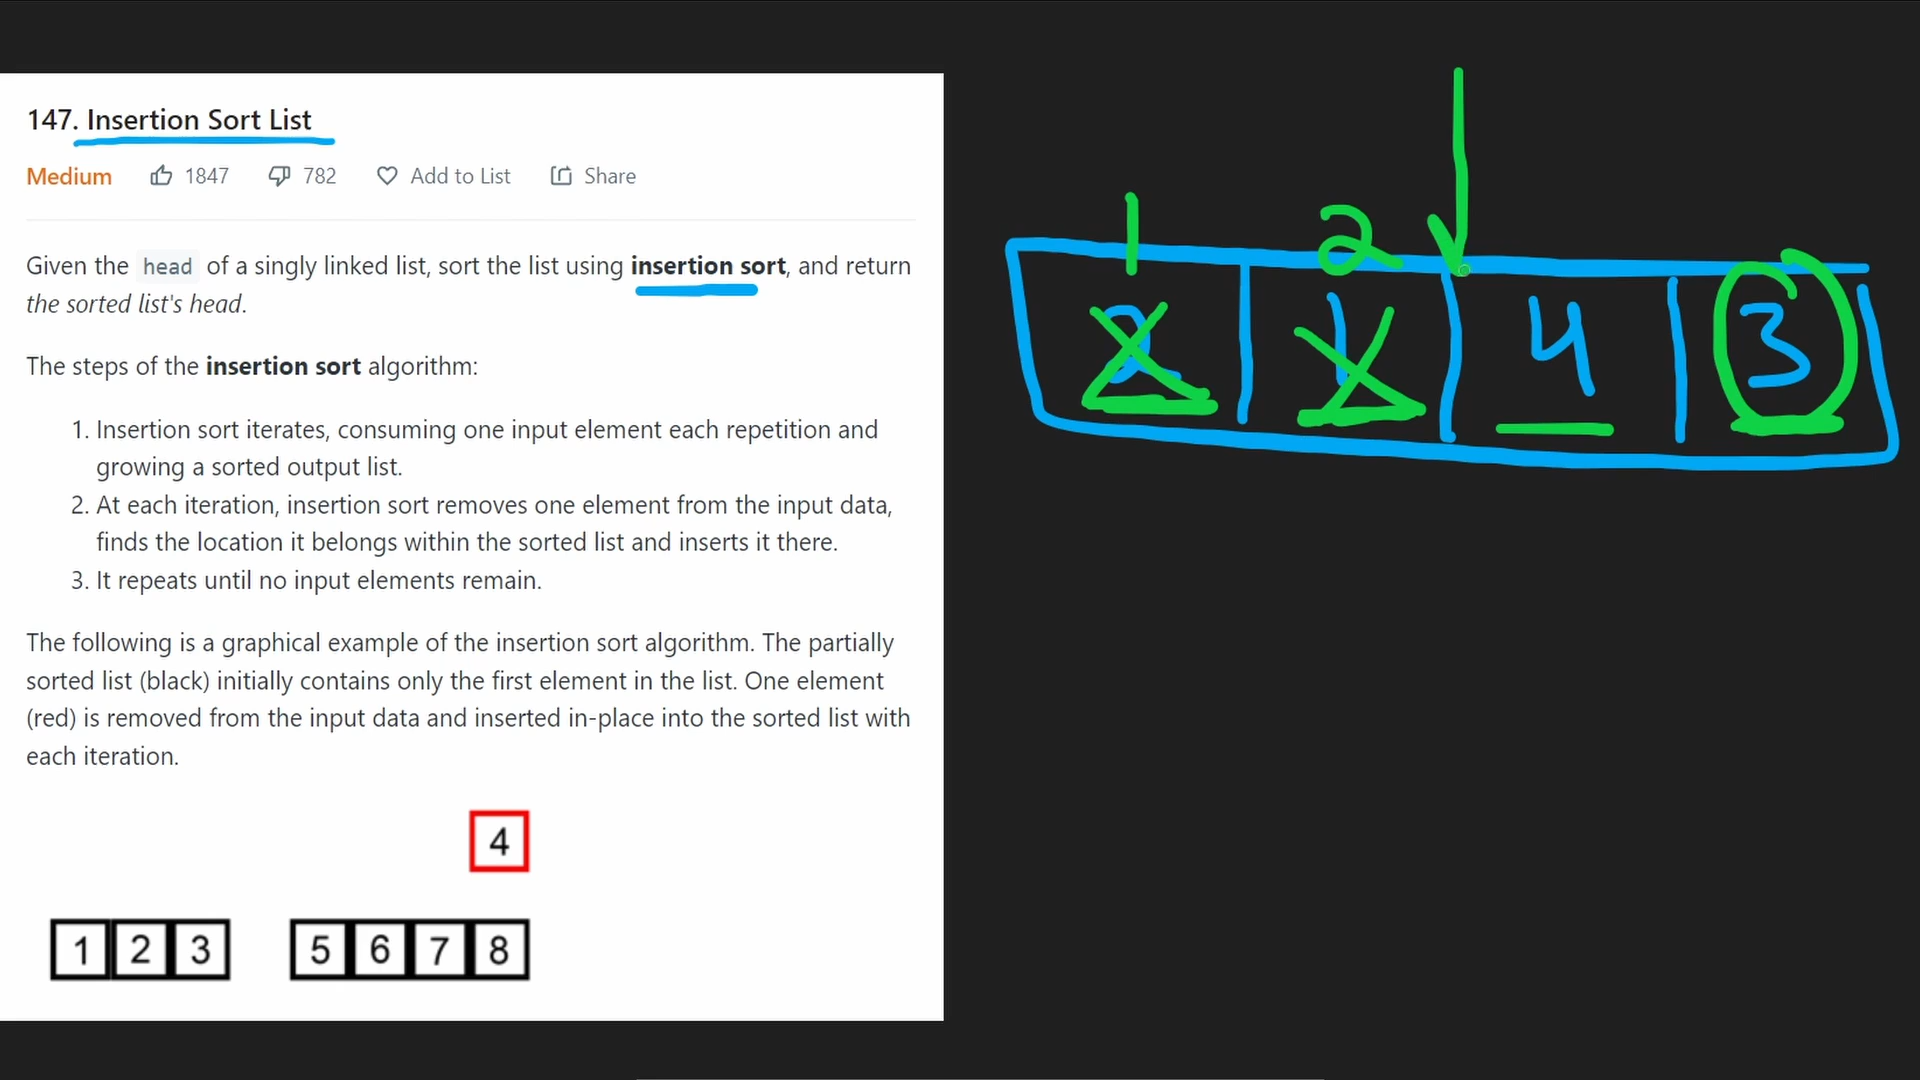 147. Insertion Sort List
Medium 1847 782 Add to List Share
Given the head of a singly linked list, sort the list using insertion sort, and return
the sorted list's head.
The steps of the insertion sort algorithm:
1. Insertion sort iterates, consuming one input element each repetition and
growing a sorted output list.
2. At each iteration, insertion sort removes one element from the input data,
finds the location it belongs within the sorted list and inserts it there.
3. It repeats until no input elements remain.
The following is a graphical example of the insertion sort algorithm. The partially
sorted list (black) initially contains only the first element in the list. One element
(red) is removed from the input data and inserted in-place into the sorted list with
each iteration.
4
1 2 3 5 6 7 8
1 2
2 1 4 3